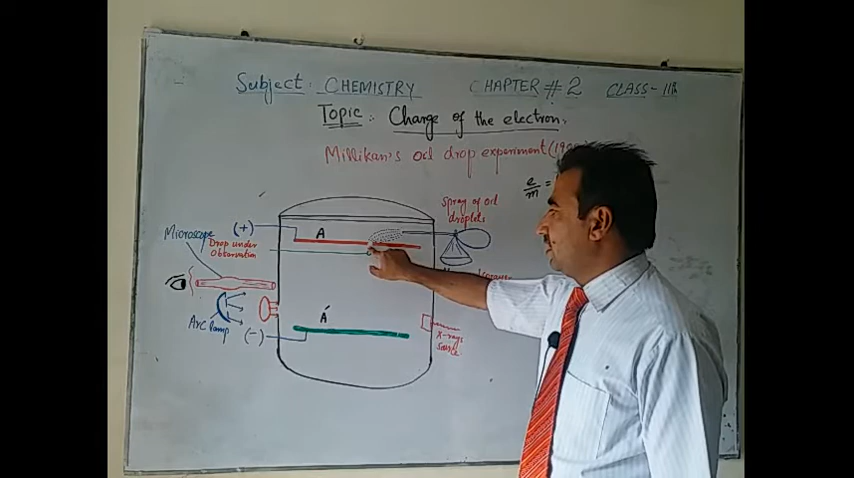 Subject: CHEMISTRY CHAPTER # 2 CLASS-11th
Topic: Charge of the electron.
Millikan's oil drop experiment (19
e/m =
Spray of oil
droplets
Microscope
(+)
A
Drop under
Observation
Arc lamp
(-)
A'
X-rays
Source